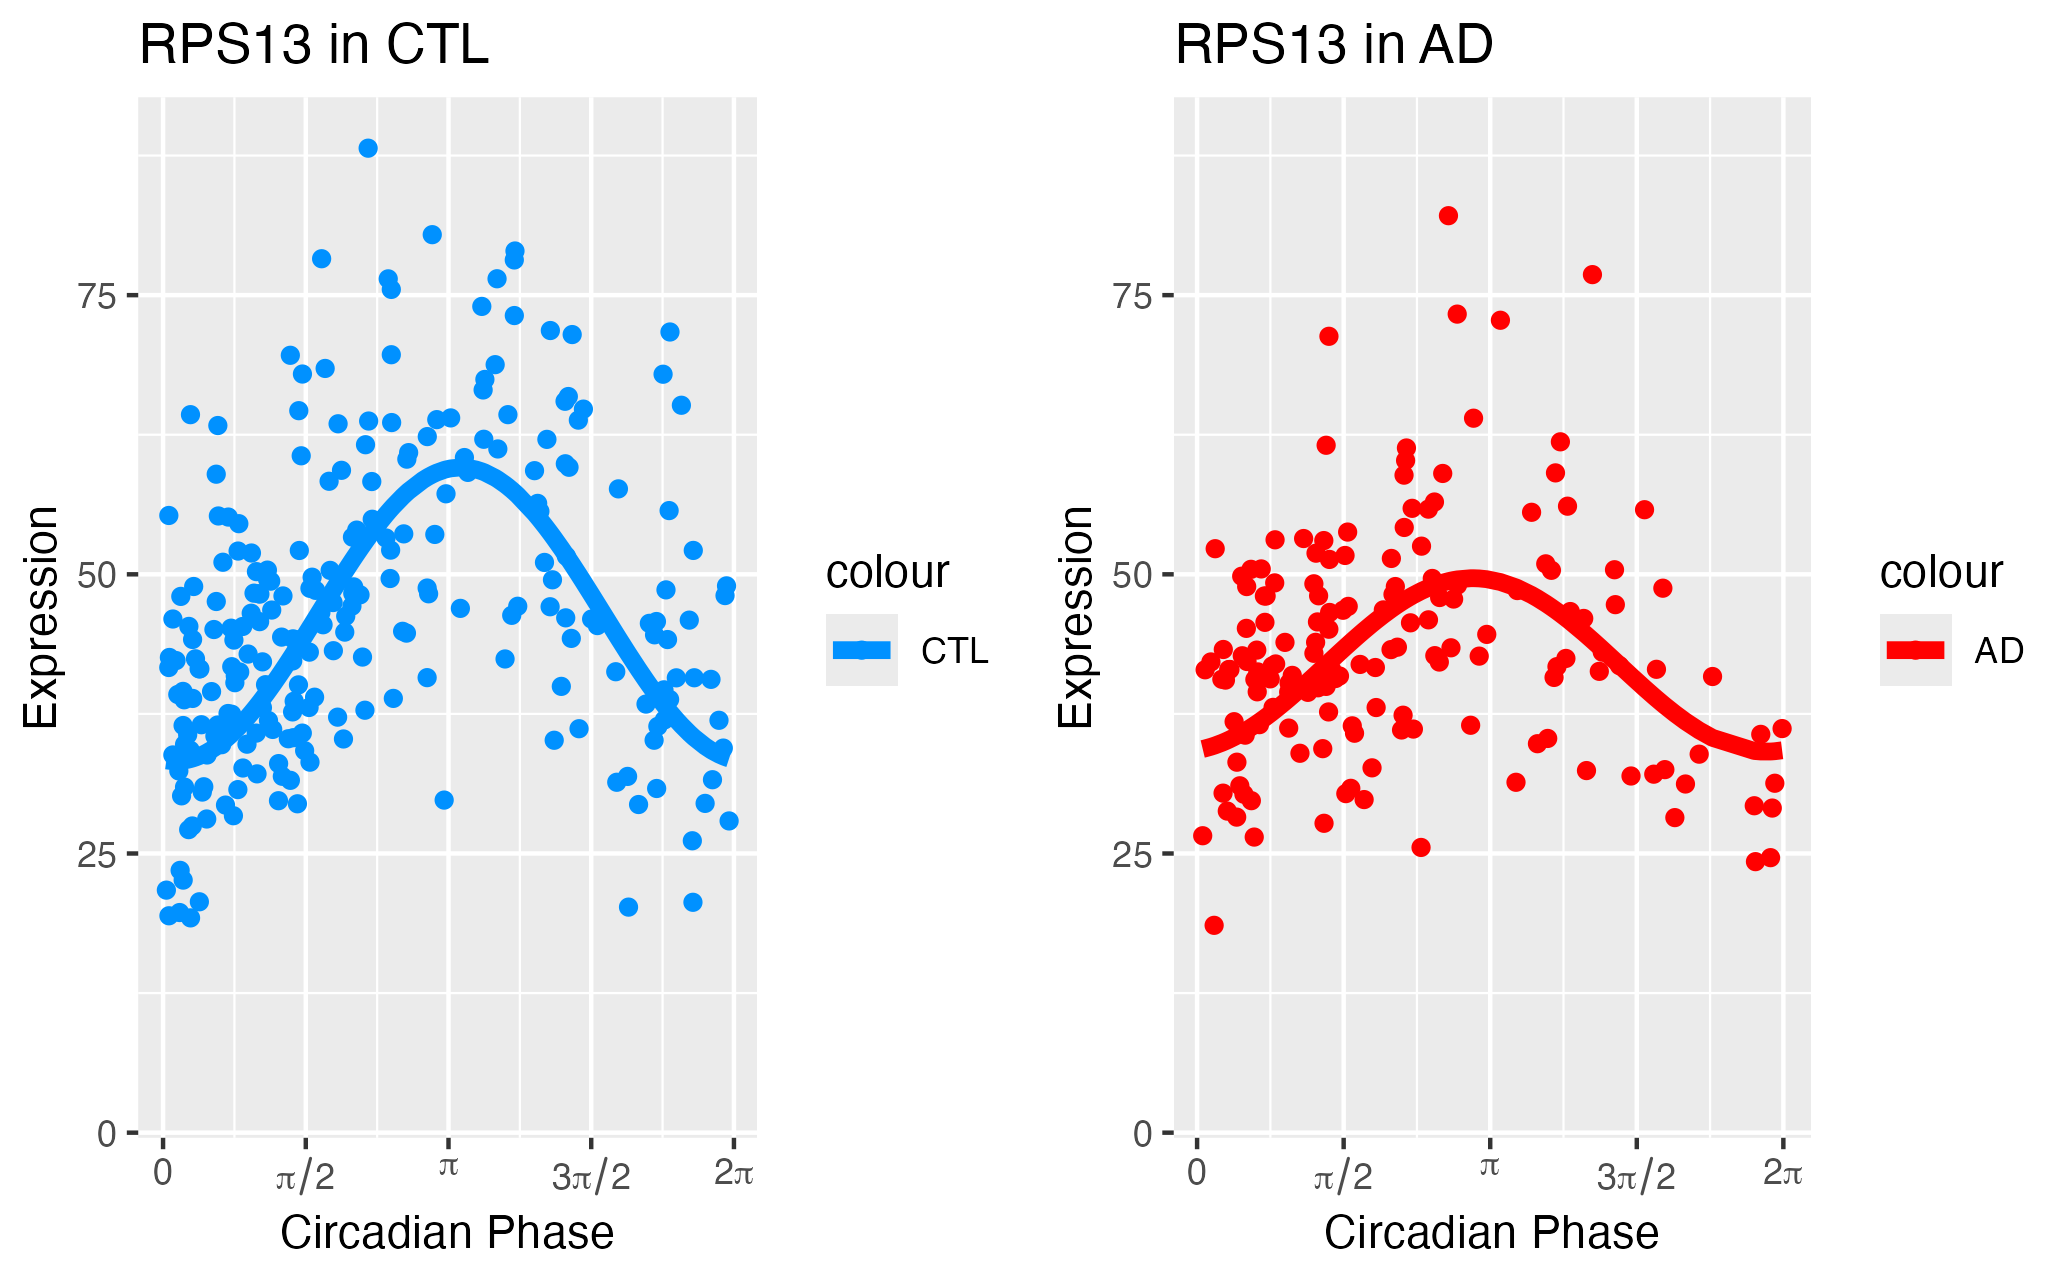 RPS13 in CTL
75
50
25
0
0 π/2 π 3π/2 2π
Circadian Phase
Expression
colour
CTL
RPS13 in AD
75
50
25
0
0 π/2 π 3π/2 2π
Circadian Phase
Expression
colour
AD